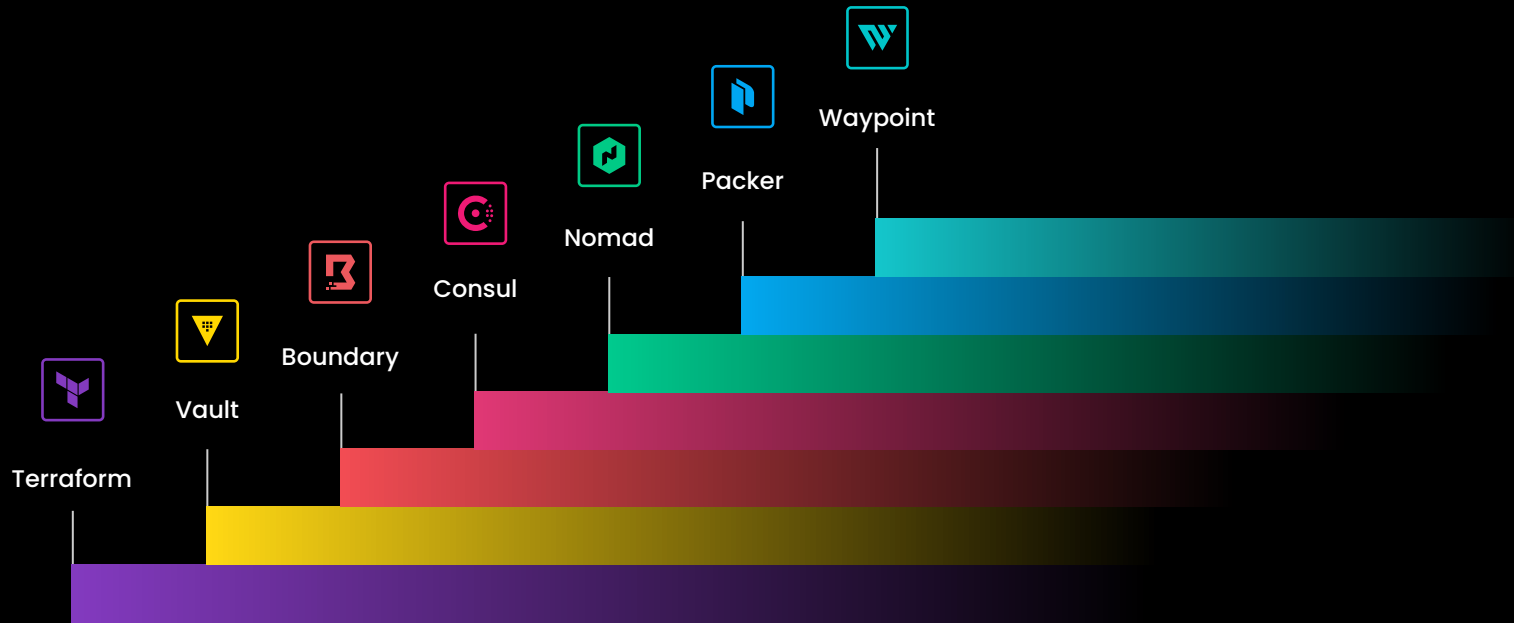 Terraform
Vault
Boundary
Consul
Nomad
Packer
Waypoint